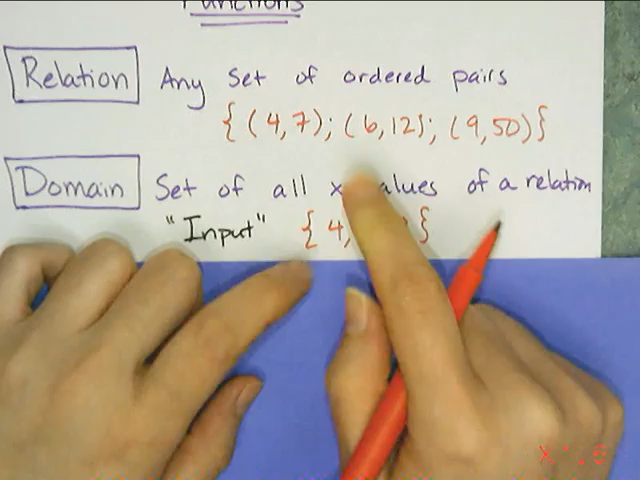 Functions
Relation Any set of ordered pairs
{(4,7); (6,12); (9,50)}
Domain Set of all x values of a relation
"Input" { 4, }